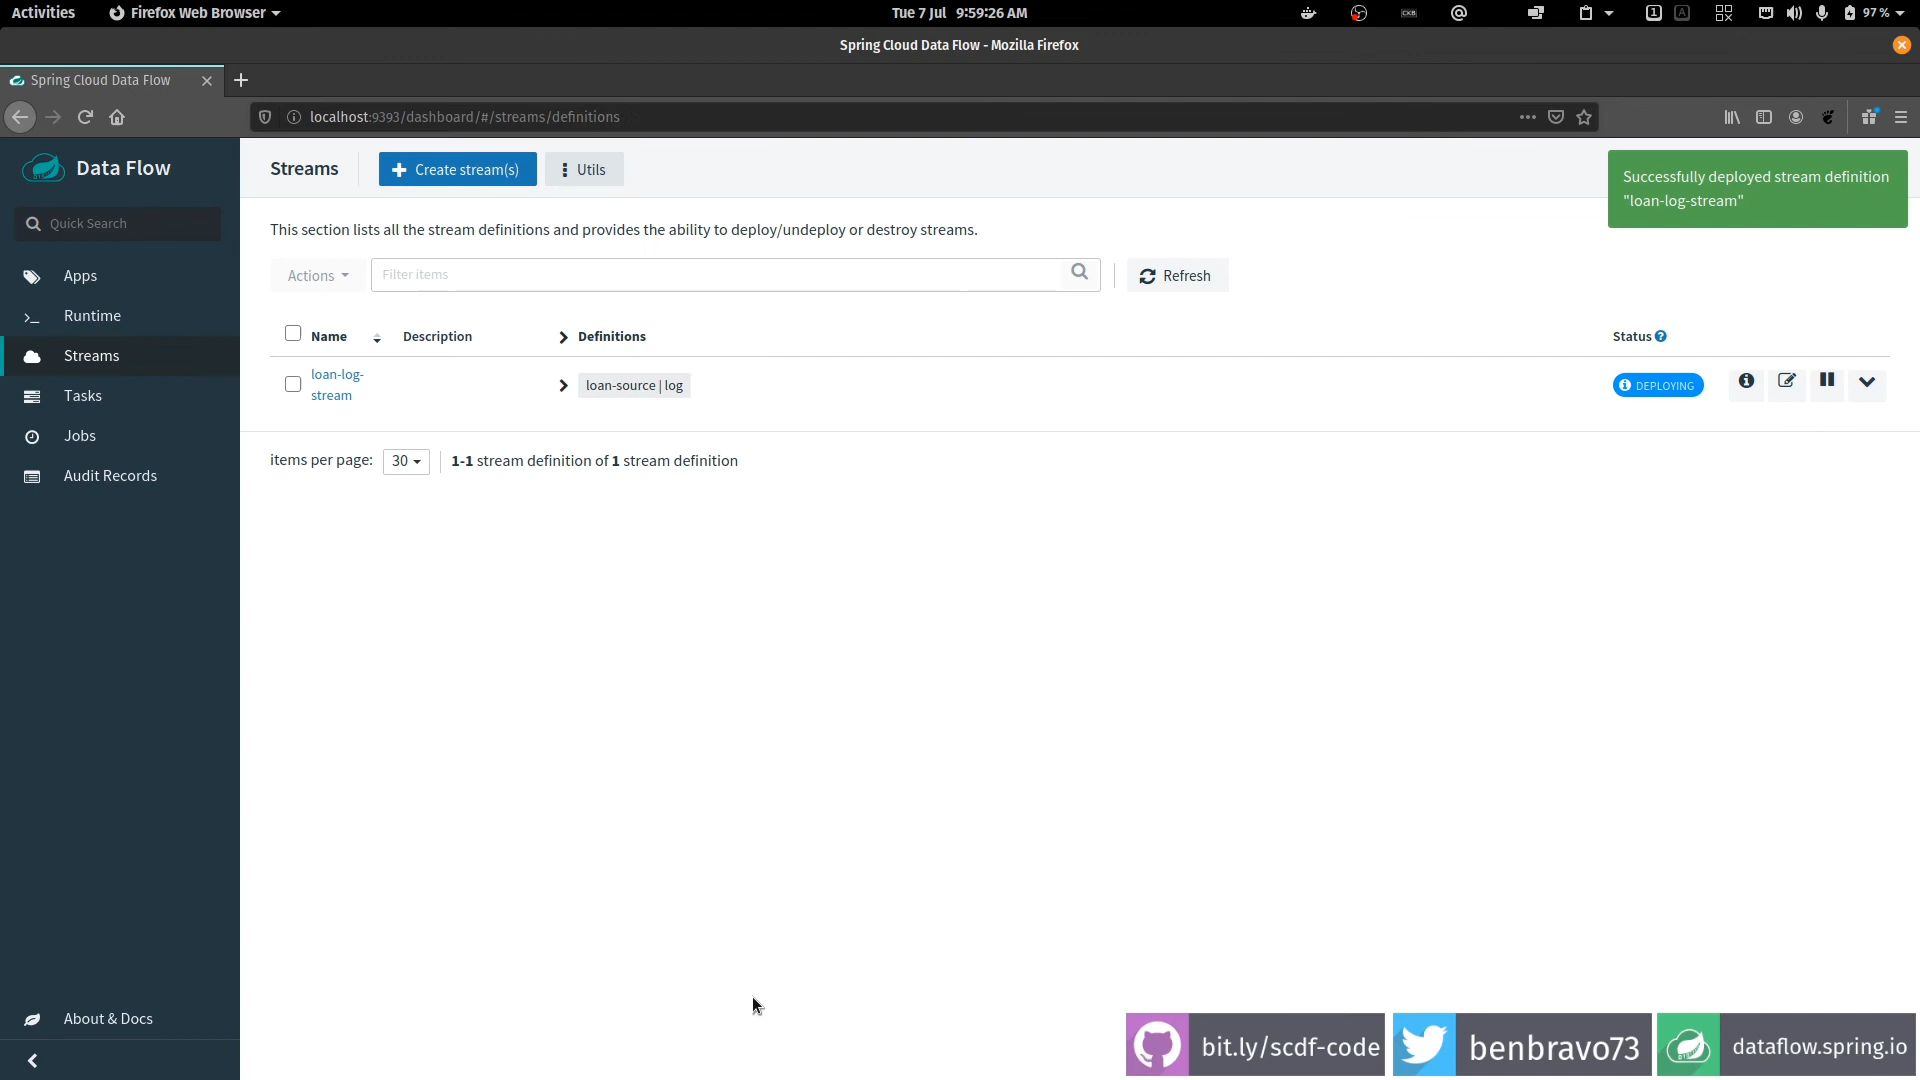 Activities
Firefox Web Browser
Tue 7 Jul 9:59:26 AM
CKB
1
A
97 %
Spring Cloud Data Flow - Mozilla Firefox
Spring Cloud Data Flow
localhost:9393/dashboard/#/streams/definitions
Data Flow
Quick Search
Apps
Runtime
Streams
Tasks
Jobs
Audit Records
About & Docs
Streams
Create stream(s)
Utils
Successfully deployed stream definition
"loan-log-stream"
This section lists all the stream definitions and provides the ability to deploy/undeploy or destroy streams.
Actions
Filter items
Refresh
Name
Description
Definitions
Status
loan-log-
stream
loan-source | log
DEPLOYING
items per page:
30
1-1 stream definition of 1 stream definition
bit.ly/scdf-code
benbravo73
dataflow.spring.io